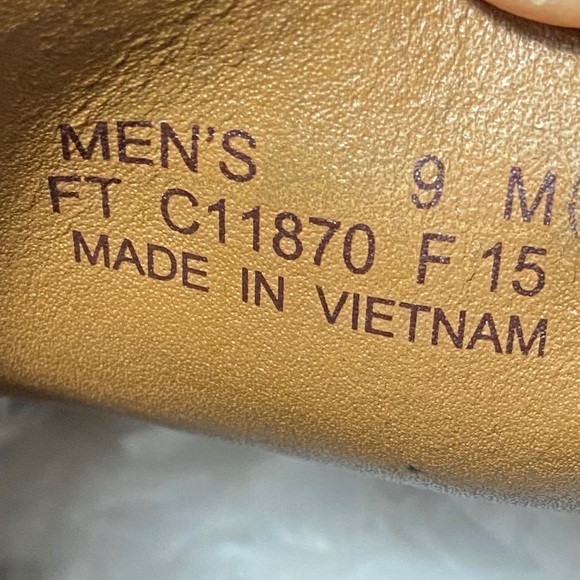 MEN'S 9 M
FT C11870 F 15
MADE IN VIETNAM